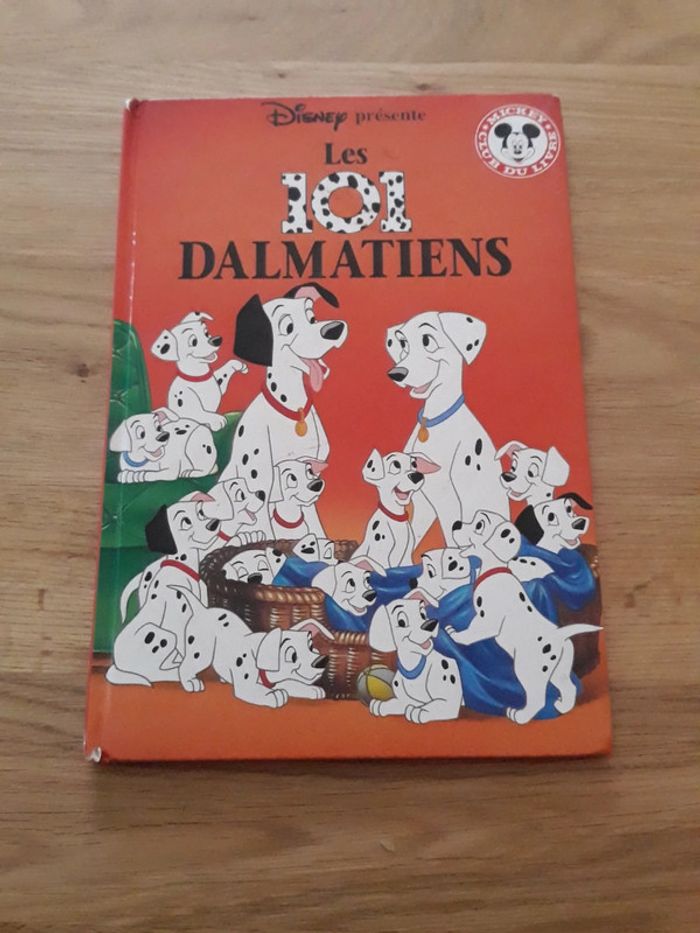 Disney présente
MICKEY
CLUB DU LIVRE
Les
101
DALMATIENS